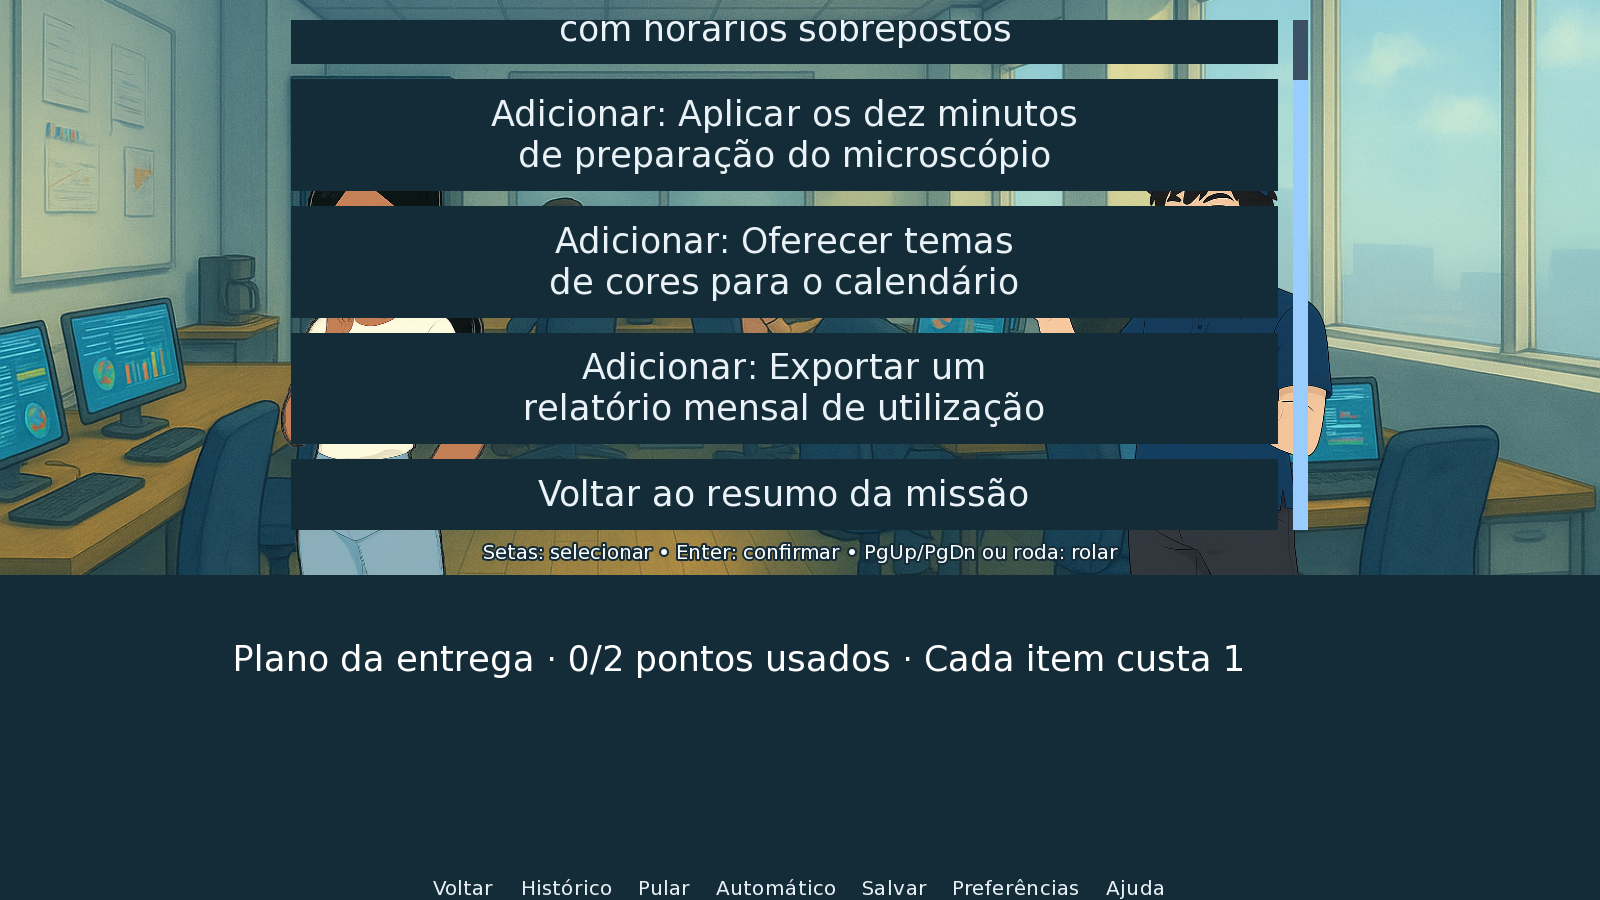 com horários sobrepostos
Adicionar: Aplicar os dez minutos
de preparação do microscópio
Adicionar: Oferecer temas
de cores para o calendário
Adicionar: Exportar um
relatório mensal de utilização
Voltar ao resumo da missão
Setas: selecionar • Enter: confirmar • PgUp/PgDn ou roda: rolar
Plano da entrega · 0/2 pontos usados · Cada item custa 1
Voltar Histórico Pular Automático Salvar Preferências Ajuda